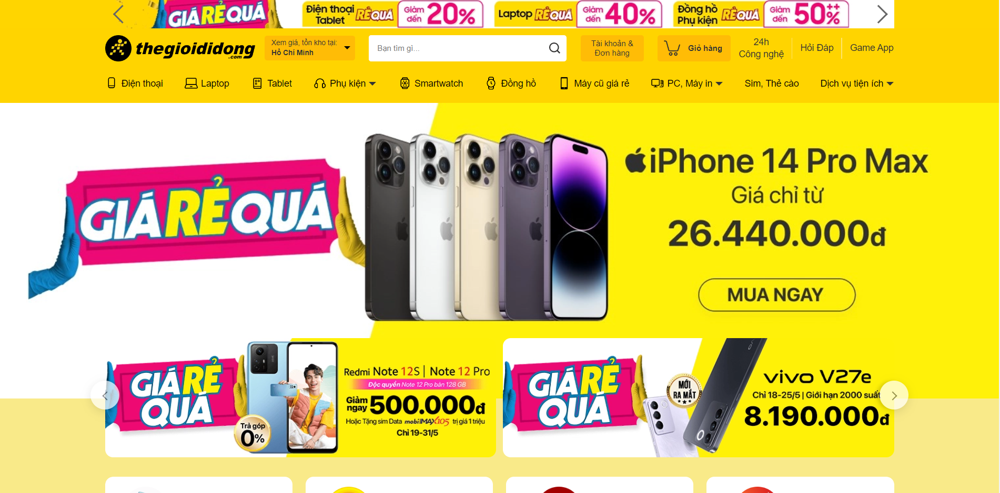 GIÁ RẺ QUÁ
Điện thoại
Tablet
RẺ QUÁ
Giảm
đến
20%
Laptop
RẺ QUÁ
Giảm
đến
40%
Đồng hồ
Phụ kiện
RẺ QUÁ
Giảm
đến
50%++
thegioididong
.com
Xem giá, tồn kho tại:
Hồ Chí Minh
Bạn tìm gì...
Tài khoản &
Đơn hàng
Giỏ hàng
24h
Công nghệ
Hỏi Đáp
Game App
Điện thoại
Laptop
Tablet
Phụ kiện
Smartwatch
Đồng hồ
Máy cũ giá rẻ
PC, Máy in
Sim, Thẻ cào
Dịch vụ tiện ích
GIÁ RẺ QUÁ
iPhone 14 Pro Max
Giá chỉ từ
26.440.000đ
MUA NGAY
GIÁ RẺ
QUÁ
Trả góp
0%
Redmi Note 12S | Note 12 Pro
Độc quyền Note 12 Pro bản 128 GB
Giảm
ngay
500.000đ
Hoặc Tặng sim Data mobiIMAX105 trị giá 1 triệu
Chỉ 19-31/5
GIÁ RẺ
QUÁ
MỚI
RA MẮT
vivo V27e
Chỉ 18-25/5 | Giới hạn 2000 suất
8.190.000đ